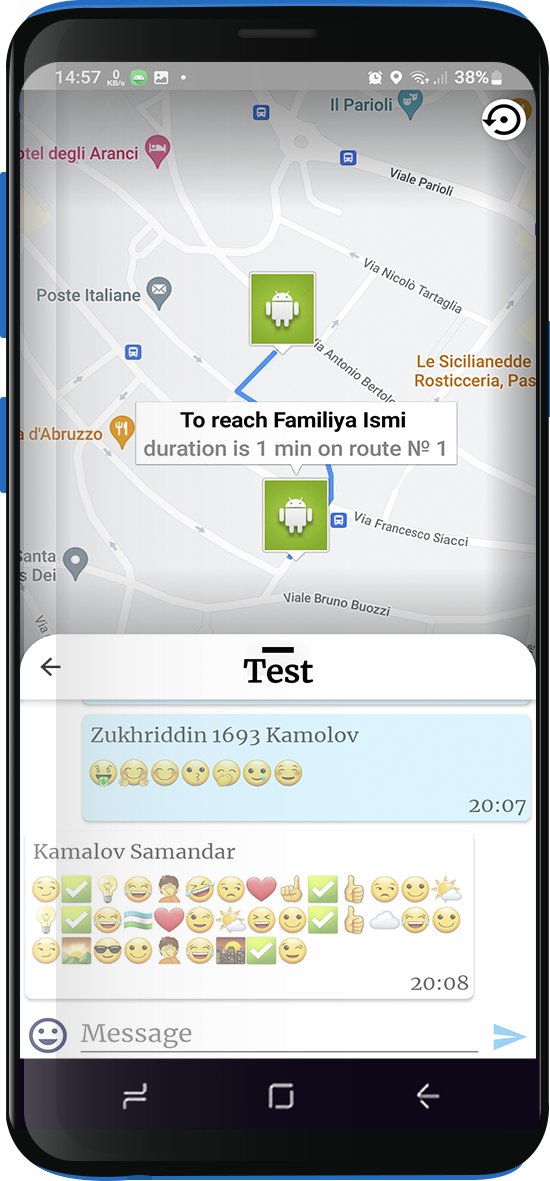 14:57 0 KB/s 38%
Il Parioli
otel degli Aranci
Viale Parioli
Via Nicolò Tartaglia
Poste Italiane
Via Antonio Bertolo
Le Sicilianedde
Rosticceria, Pas
a d'Abruzzo
To reach Familiya Ismi
duration is 1 min on route № 1
Via Francesco Siacci
Santa
s Dei
Viale Bruno Buozzi
Via
Test
Zukhriddin 1693 Kamolov
🤑🤗😊😗🤭🥲😊
20:07
Kamalov Samandar
😏✅💡😂🤦🤣😒❤️☝️✅👍😒🙂🌤️
💡✅😂🇺🇿❤️😉🌤️😆🙂✅👍☁️😂🙂
😏🌄😎🙂🤦😂🌇✅😉
20:08
Message